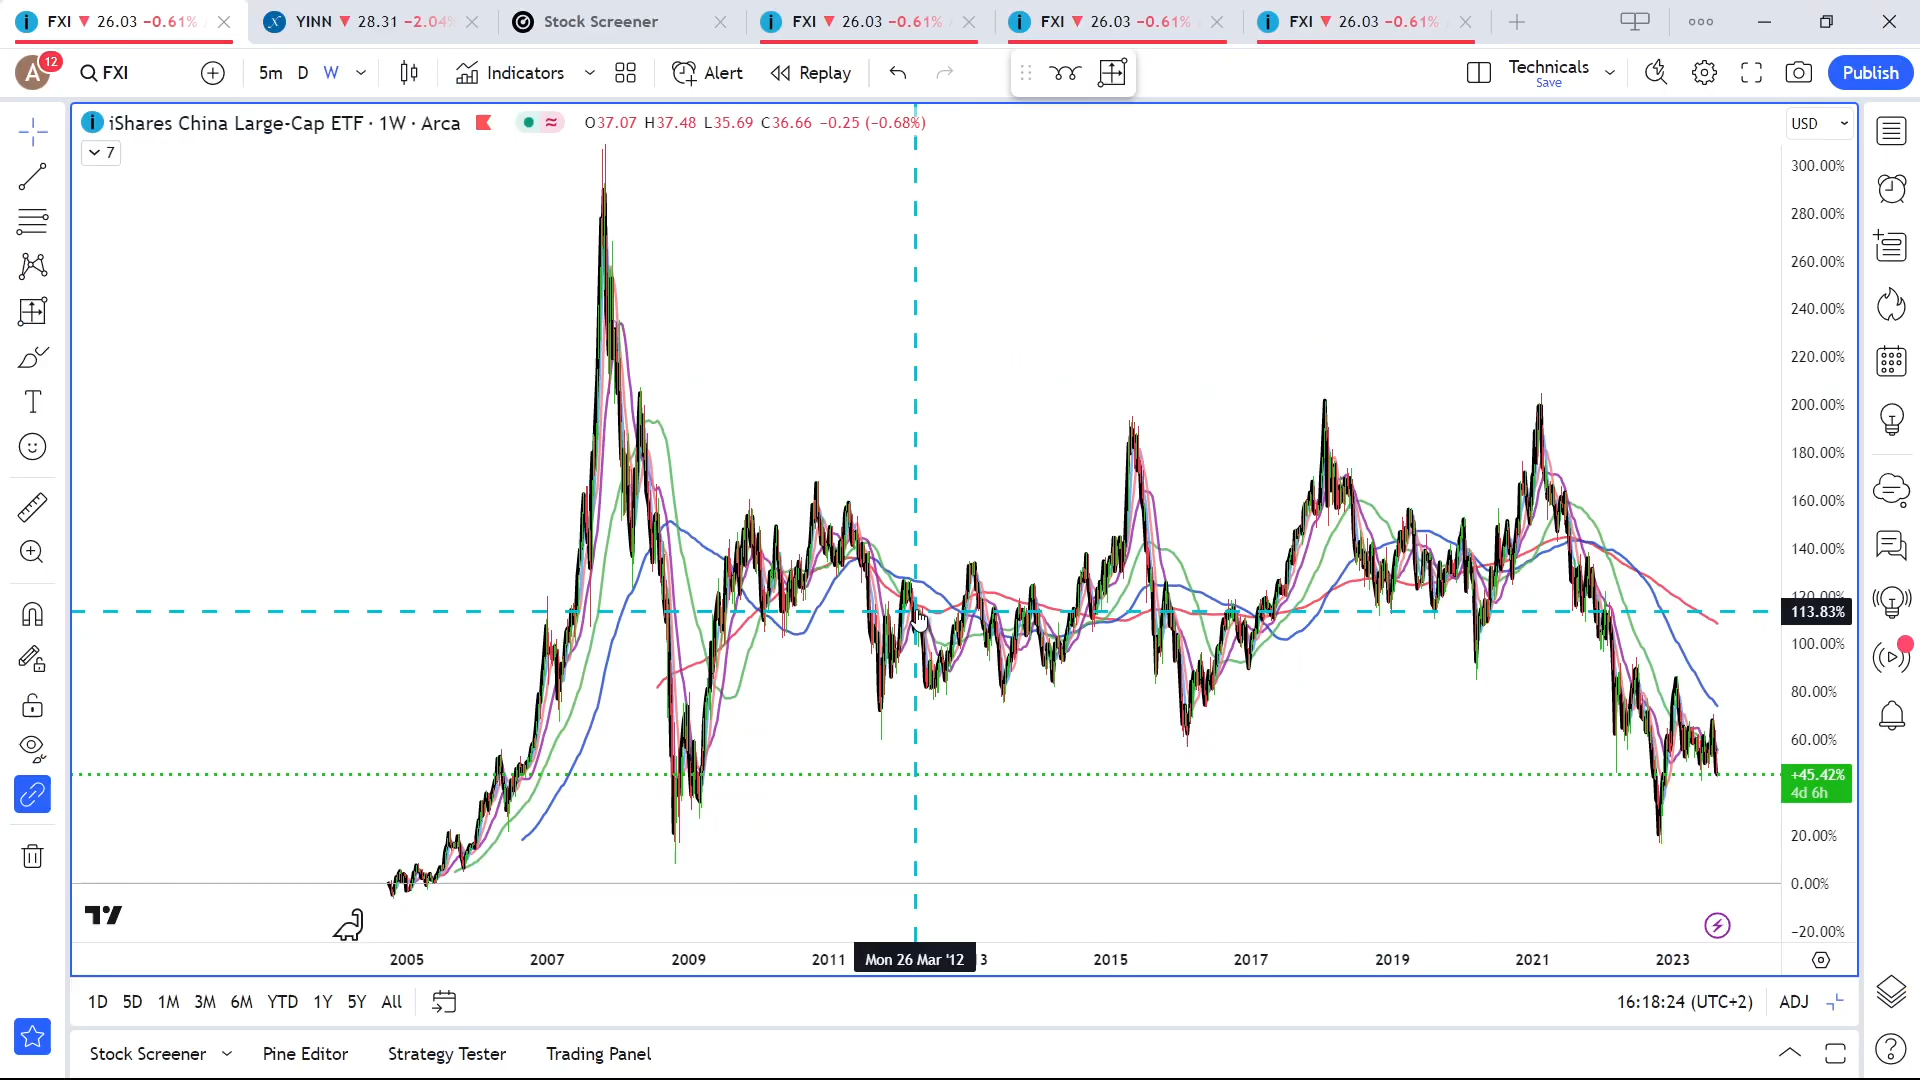 FXI ▼ 26.03 −0.61%
YINN ▼ 28.31 −2.04%
Stock Screener
FXI ▼ 26.03 −0.61%
FXI ▼ 26.03 −0.61%
FXI ▼ 26.03 −0.61%
A 12
FXI
5m D W
Indicators
Alert
Replay
Technicals
Save
Publish
iShares China Large-Cap ETF · 1W · Arca
O37.07 H37.48 L35.69 C36.66 −0.25 (−0.68%)
USD
7
300.00%
280.00%
260.00%
240.00%
220.00%
200.00%
180.00%
160.00%
140.00%
120.00%
113.83%
100.00%
80.00%
60.00%
+45.42%
4d 6h
20.00%
0.00%
−20.00%
2005 2007 2009 2011 Mon 26 Mar '12 3 2015 2017 2019 2021 2023
1D 5D 1M 3M 6M YTD 1Y 5Y All
16:18:24 (UTC+2) ADJ
Stock Screener
Pine Editor
Strategy Tester
Trading Panel